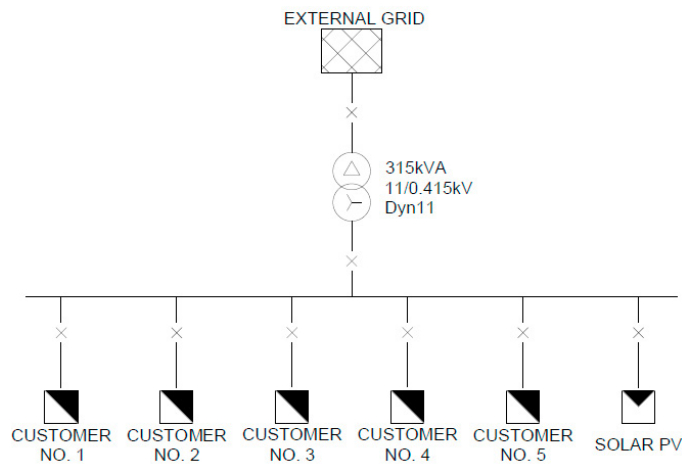 EXTERNAL GRID
315kVA
11/0.415kV
Dyn11
CUSTOMER
NO. 1
CUSTOMER
NO. 2
CUSTOMER
NO. 3
CUSTOMER
NO. 4
CUSTOMER
NO. 5
SOLAR PV